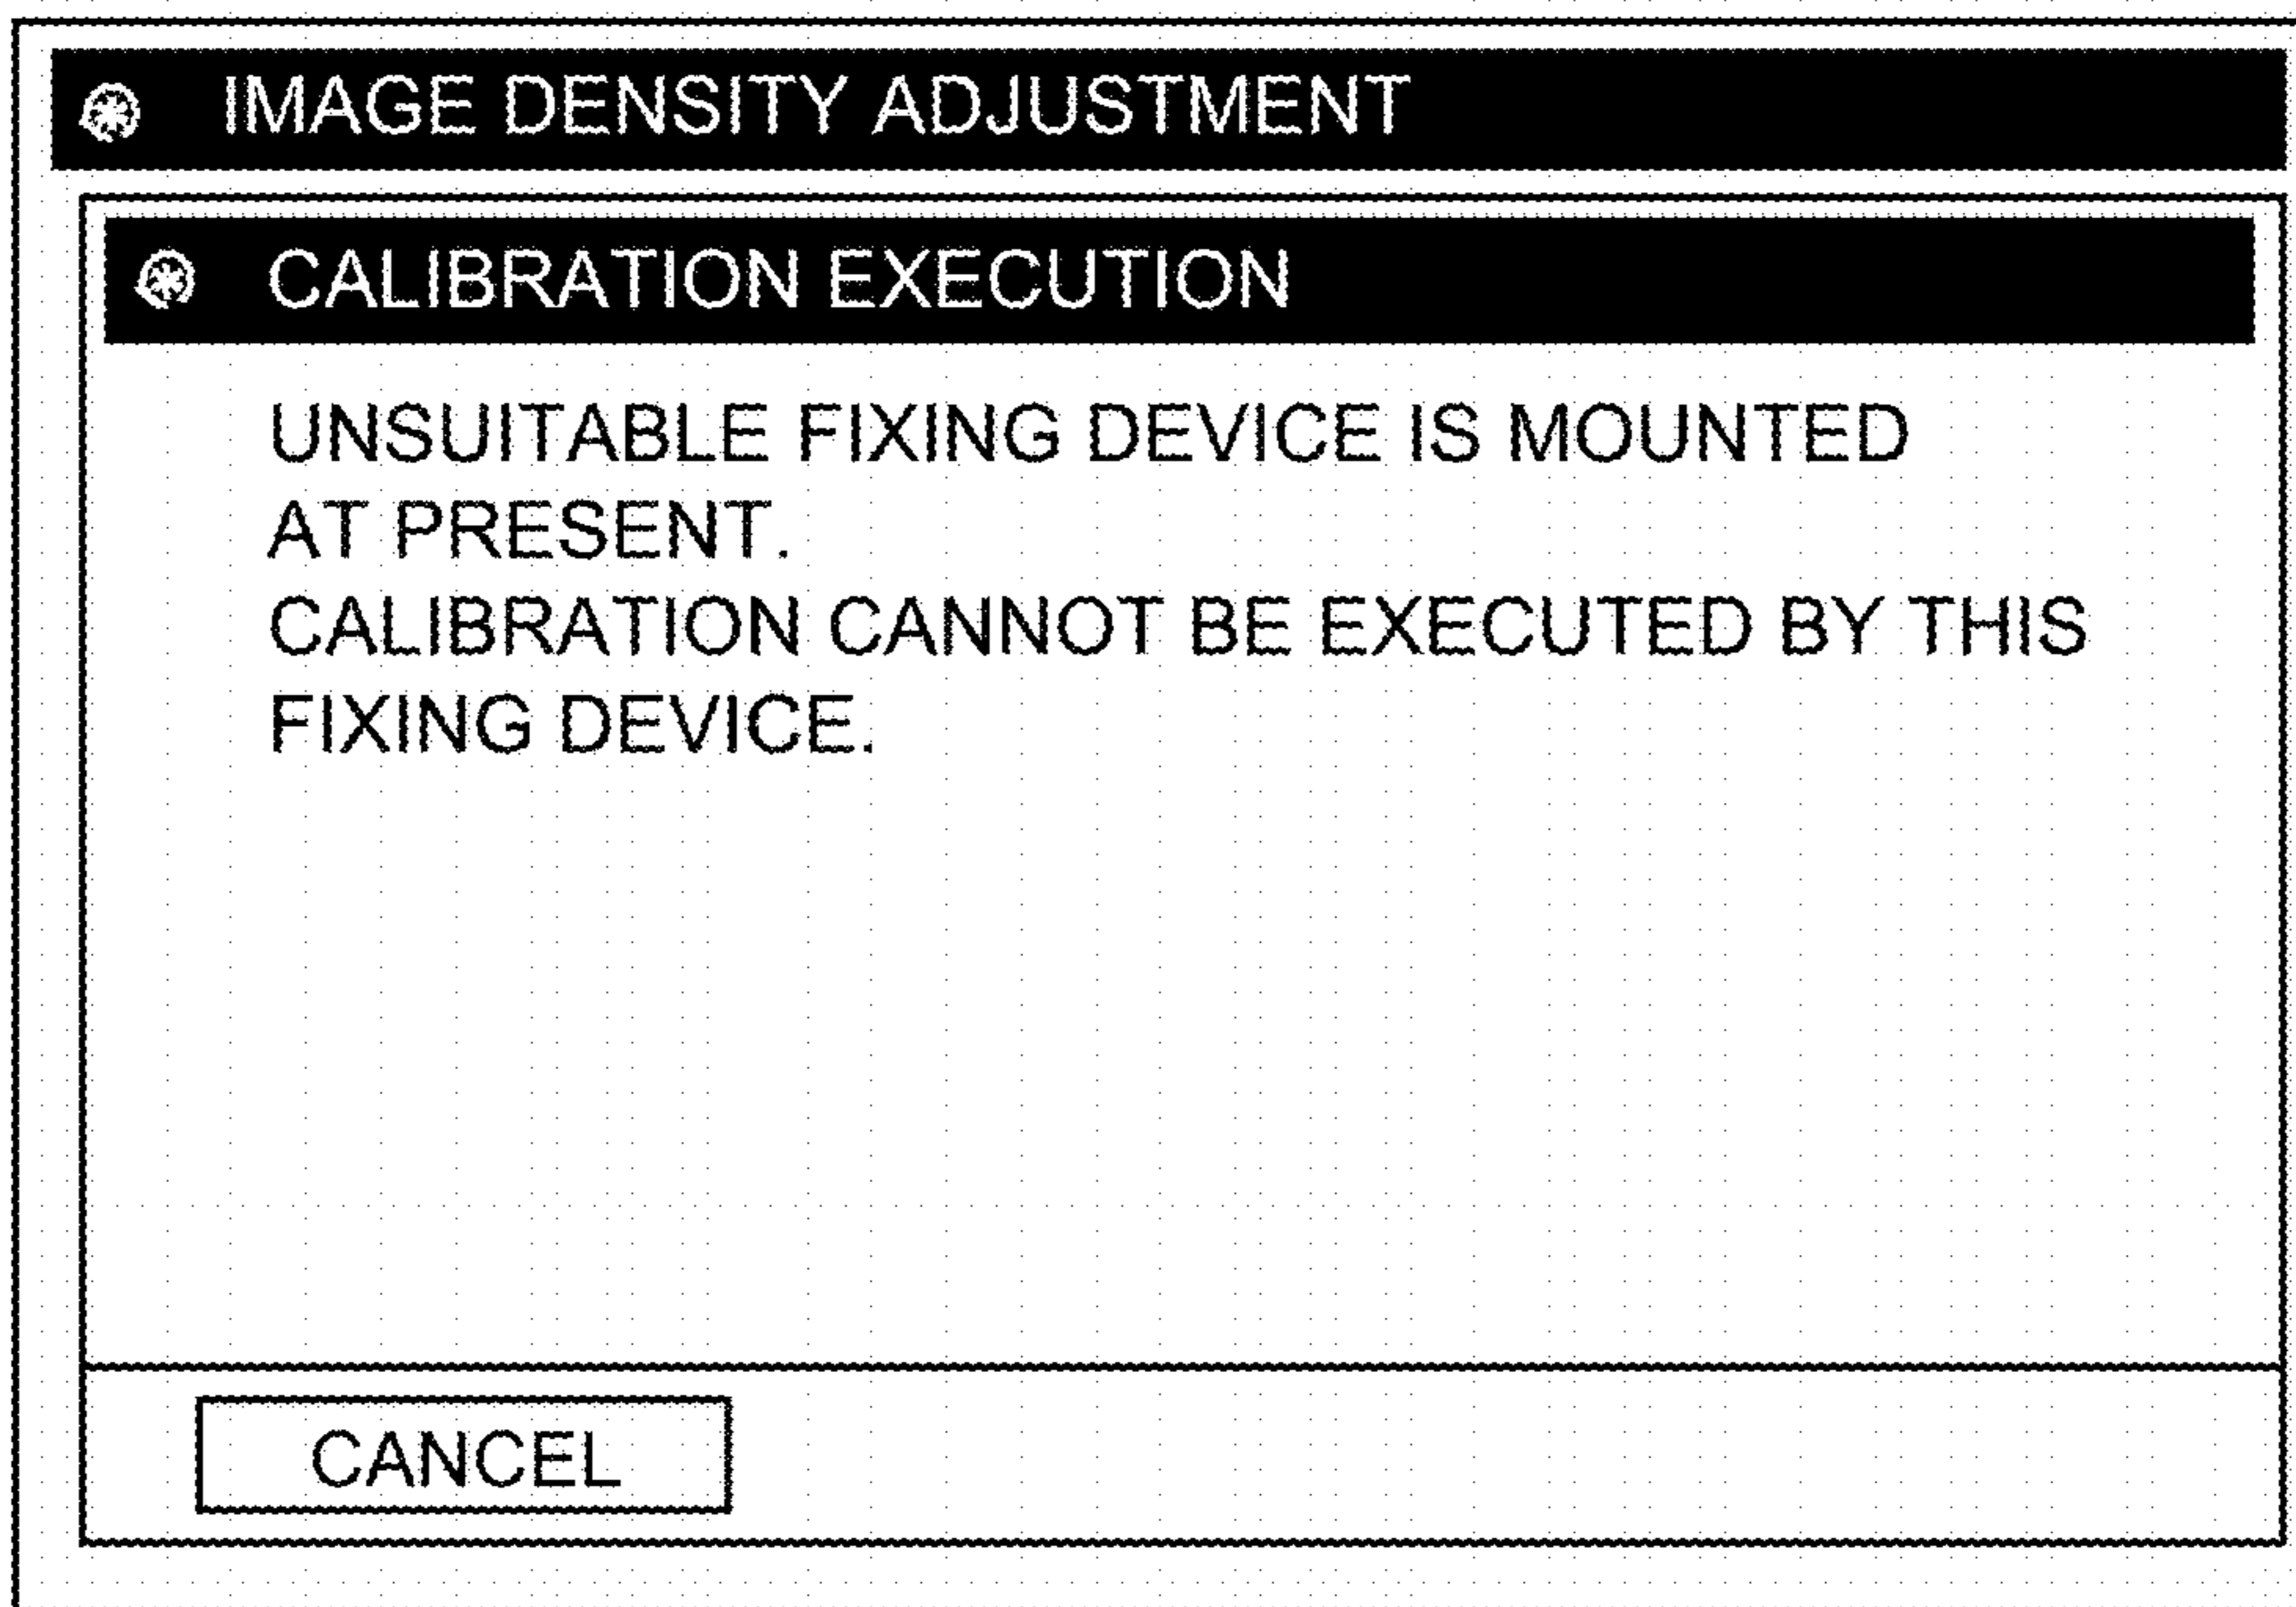 IMAGE DENSITY ADJUSTMENT
CALIBRATION EXECUTION
UNSUITABLE FIXING DEVICE IS MOUNTED
AT PRESENT.
CALIBRATION CANNOT BE EXECUTED BY THIS
FIXING DEVICE.
CANCEL